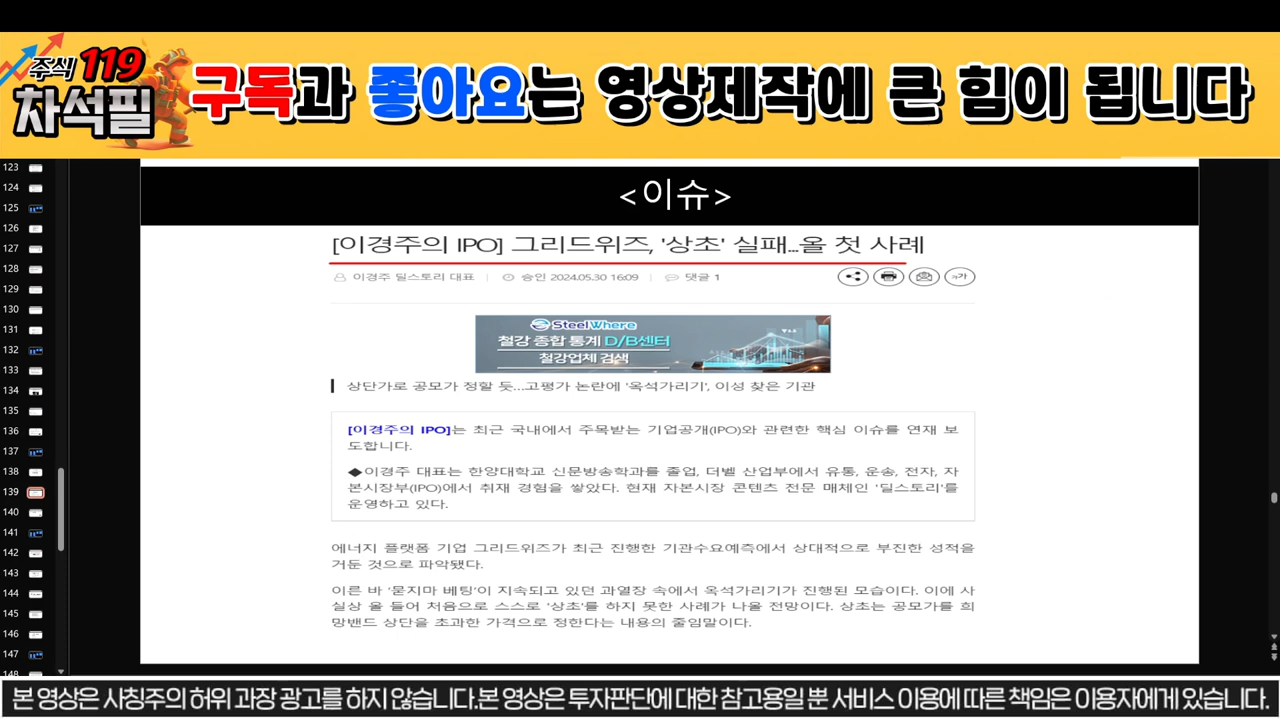 주식 119
차석필
구독과 좋아요는 영상제작에 큰 힘이 됩니다
<이슈>
[이경주의 IPO] 그리드위즈, '상초' 실패...올 첫 사례
이경주 딜스토리 대표
승인 2024.05.30 16:09
댓글 1
가가
SteelWhere
철강 종합 통계 D/B센터
철강업체 검색
상단가로 공모가 정할 듯...고평가 논란에 '옥석가리기', 이성 찾은 기관
[이경주의 IPO]는 최근 국내에서 주목받는 기업공개(IPO)와 관련한 핵심 이슈를 연재 보
도합니다.
◆이경주 대표는 한양대학교 신문방송학과를 졸업, 더벨 산업부에서 유통, 운송, 전자, 자
본시장부(IPO)에서 취재 경험을 쌓았다. 현재 자본시장 콘텐츠 전문 매체인 '딜스토리'를
운영하고 있다.
에너지 플랫폼 기업 그리드위즈가 최근 진행한 기관수요예측에서 상대적으로 부진한 성적을
거둔 것으로 파악됐다.
이른 바 '묻지마 베팅'이 지속되고 있던 과열장 속에서 옥석가리기가 진행된 모습이다. 이에 사
실상 올 들어 처음으로 스스로 '상초'를 하지 못한 사례가 나올 전망이다. 상초는 공모가를 희
망밴드 상단을 초과한 가격으로 정한다는 내용의 줄임말이다.
123
124
125
126
127
128
129
130
131
132
133
134
135
136
137
138
139
140
141
142
143
144
145
146
147
148
본 영상은 사칭주의 허위 과장 광고를 하지 않습니다.본 영상은 투자판단에 대한 참고용일 뿐 서비스 이용에 따른 책임은 이용자에게 있습니다.